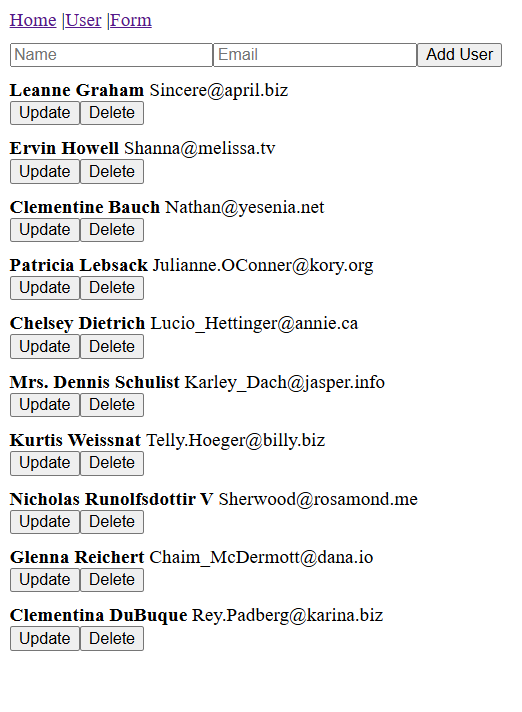 Home |User |Form
Name Email Add User
Leanne Graham Sincere@april.biz
Update Delete
Ervin Howell Shanna@melissa.tv
Update Delete
Clementine Bauch Nathan@yesenia.net
Update Delete
Patricia Lebsack Julianne.OConner@kory.org
Update Delete
Chelsey Dietrich Lucio_Hettinger@annie.ca
Update Delete
Mrs. Dennis Schulist Karley_Dach@jasper.info
Update Delete
Kurtis Weissnat Telly.Hoeger@billy.biz
Update Delete
Nicholas Runolfsdottir V Sherwood@rosamond.me
Update Delete
Glenna Reichert Chaim_McDermott@dana.io
Update Delete
Clementina DuBuque Rey.Padberg@karina.biz
Update Delete